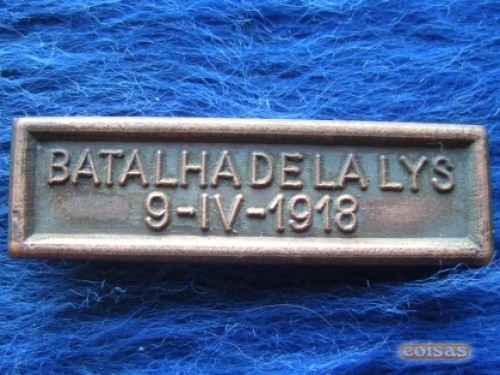 BATALHA DE LA LYS
9-IV-1918
coisas